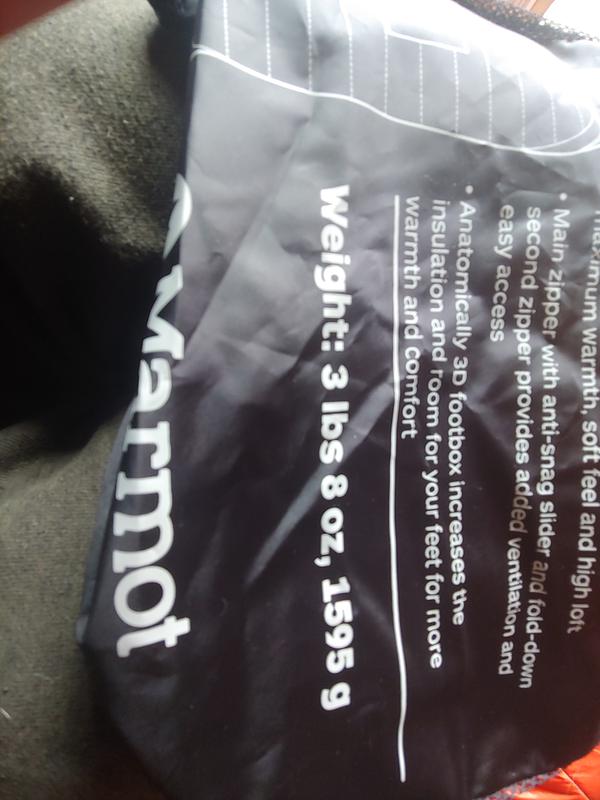 maximum warmth, soft feel and high loft
• Main zipper with anti-snag slider and fold-down
second zipper provides added ventilation and
easy access
• Anatomically 3D footbox increases the
insulation and room for your feet for more
warmth and comfort
Weight: 3 lbs 8 oz, 1595 g
Marmot